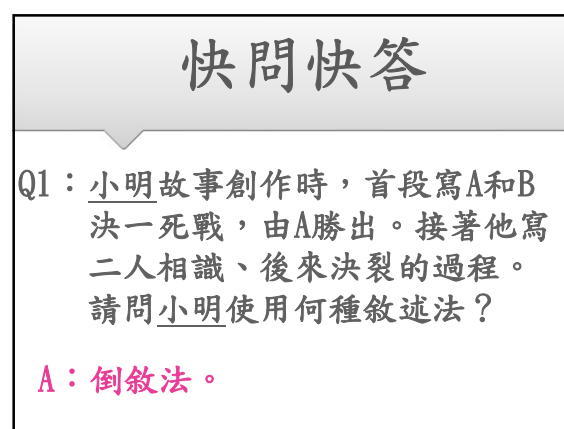 快問快答
Q1：小明故事創作時，首段寫A和B
決一死戰，由A勝出。接著他寫
二人相識、後來決裂的過程。
請問小明使用何種敘述法？
A：倒敘法。